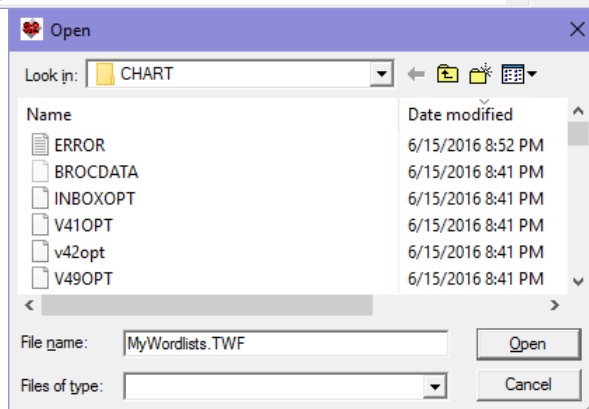 Open
Look in: CHART
Name Date modified
ERROR 6/15/2016 8:52 PM
BROCDATA 6/15/2016 8:41 PM
INBOXOPT 6/15/2016 8:41 PM
V41OPT 6/15/2016 8:41 PM
v42opt 6/15/2016 8:41 PM
V49OPT 6/15/2016 8:41 PM
File name: MyWordlists.TWF Open
Files of type: Cancel